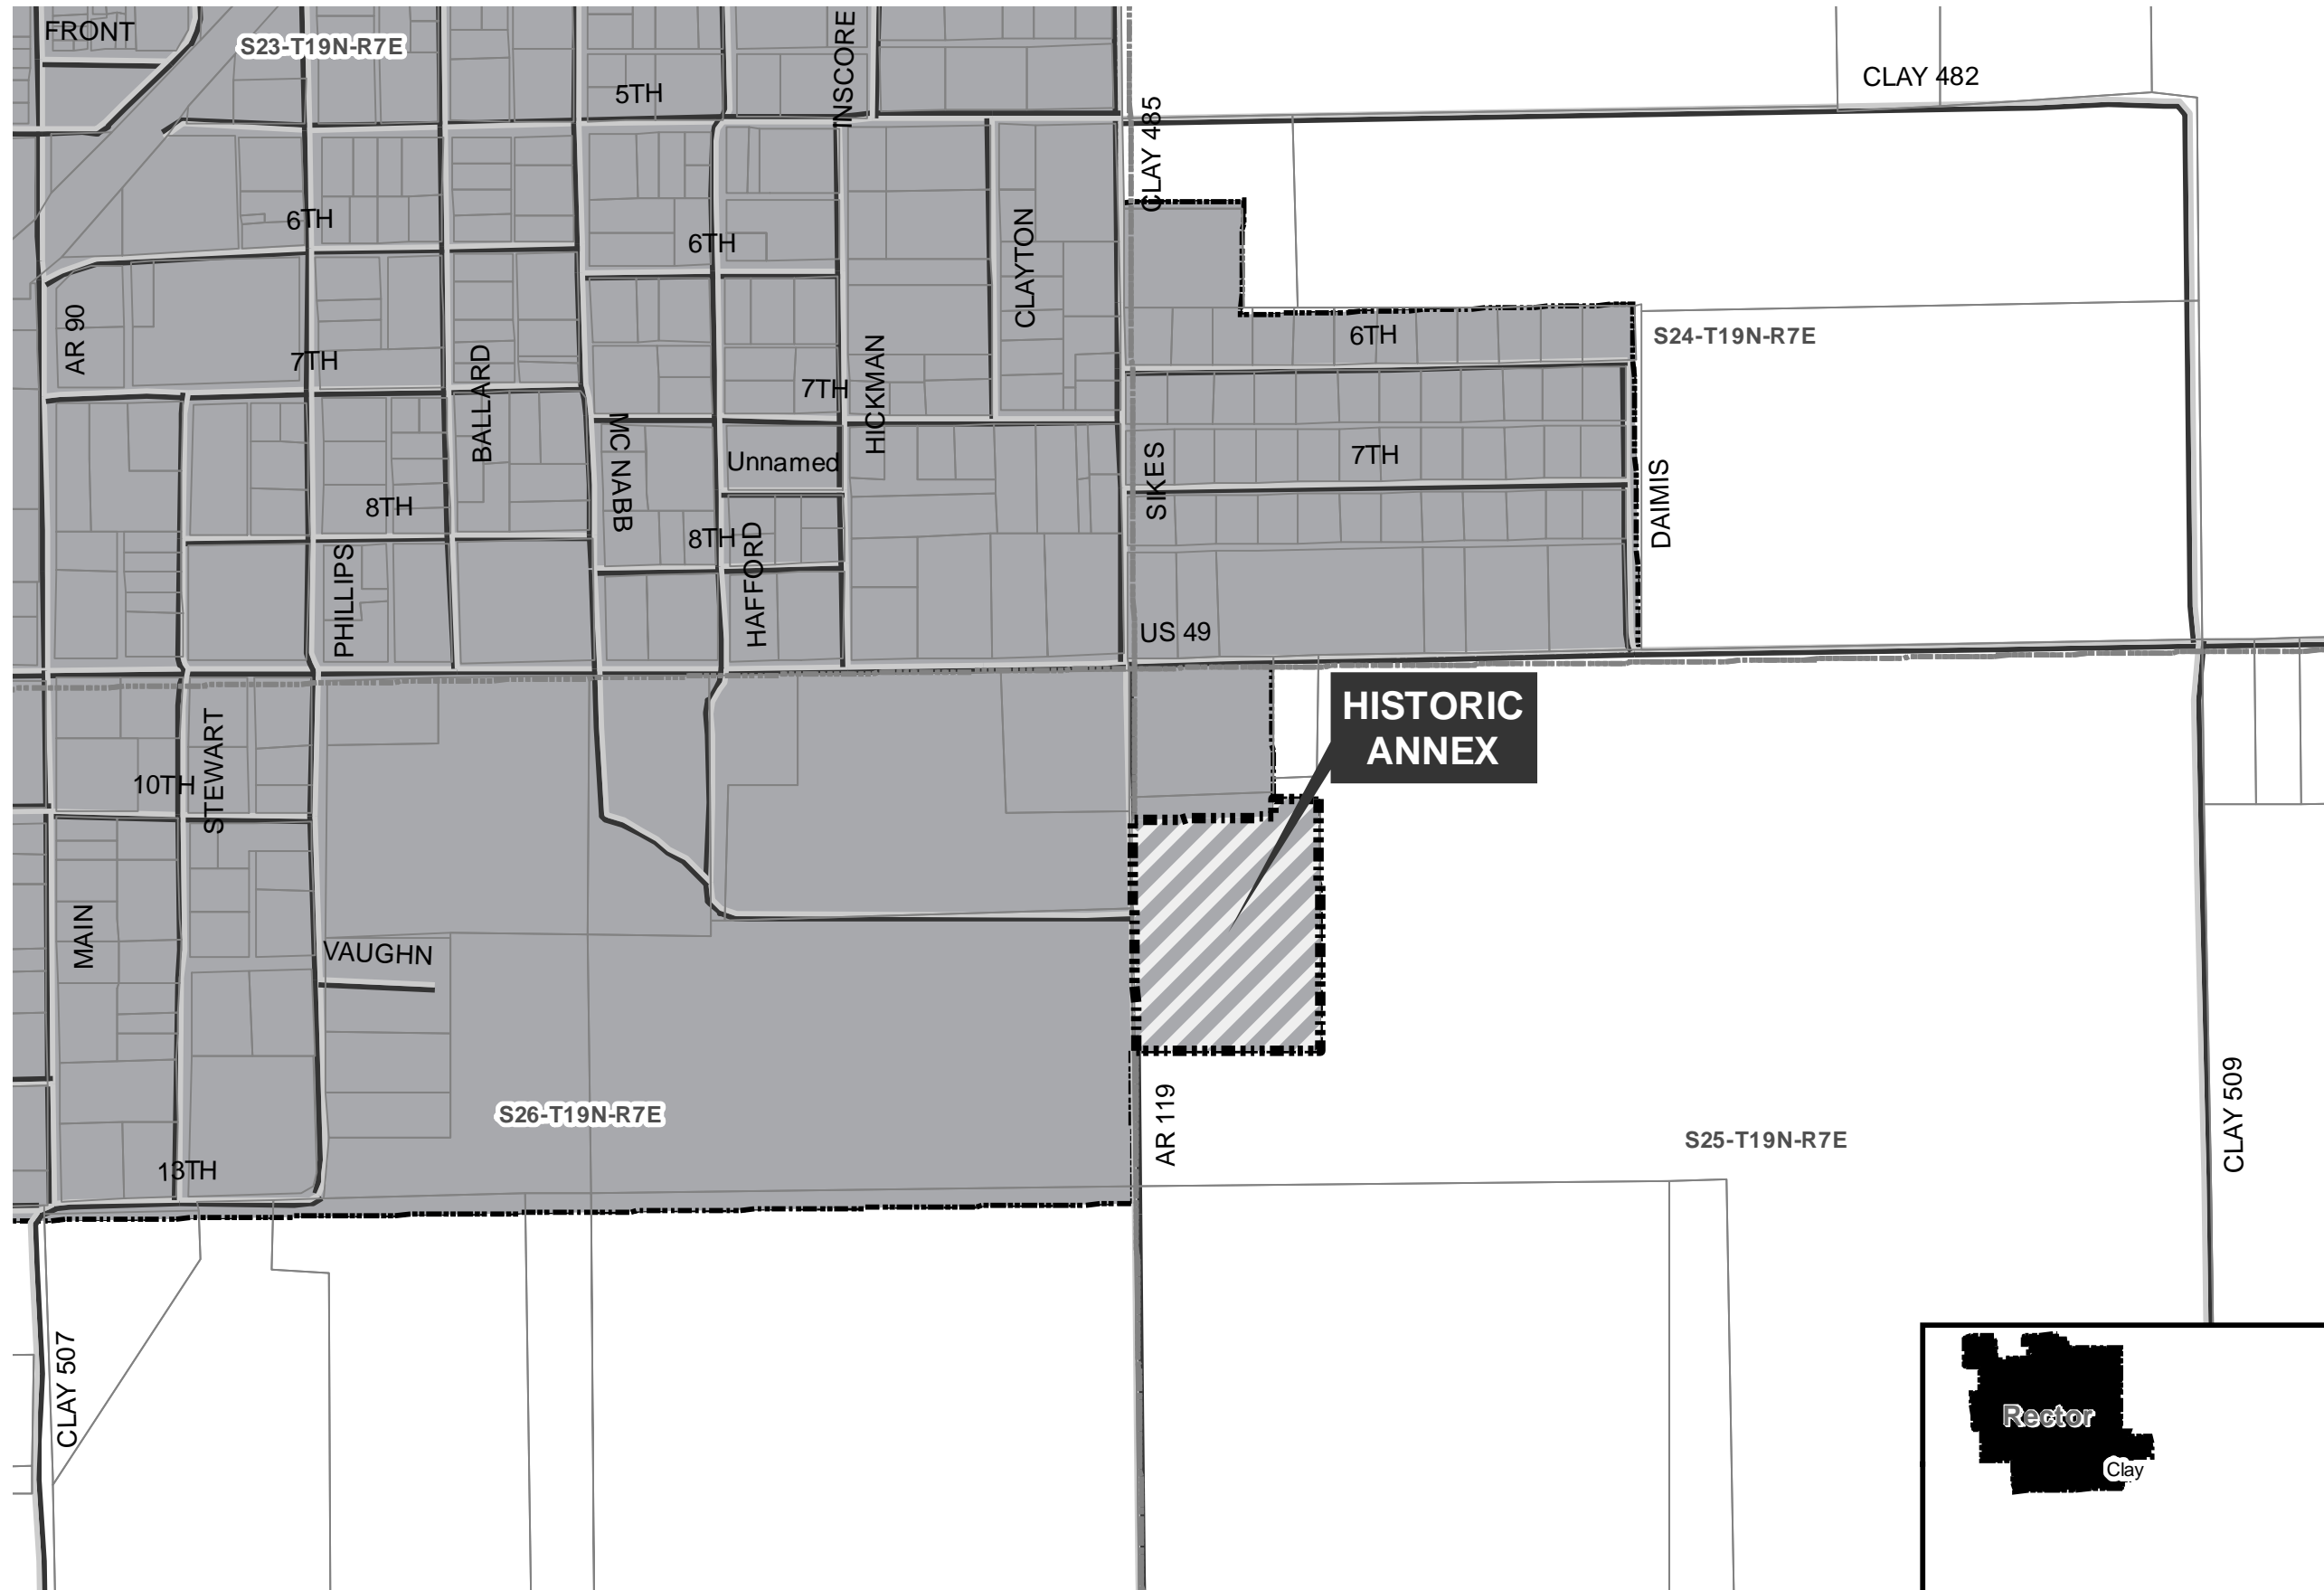 FRONT
S23-T19N-R7E
INSCORE
CLAY 482
5TH
CLAY 485
6TH
6TH
CLAYTON
AR 90
6TH
S24-T19N-R7E
7TH
BALLARD
7TH
HICKMAN
MC NABB
Unnamed
SIKES
7TH
DAIMIS
8TH
8TH
HAFFORD
PHILLIPS
US 49
HISTORIC
ANNEX
STEWART
10TH
MAIN
VAUGHN
S26-T19N-R7E
AR 119
S25-T19N-R7E
CLAY 509
13TH
CLAY 507
Rector
Clay